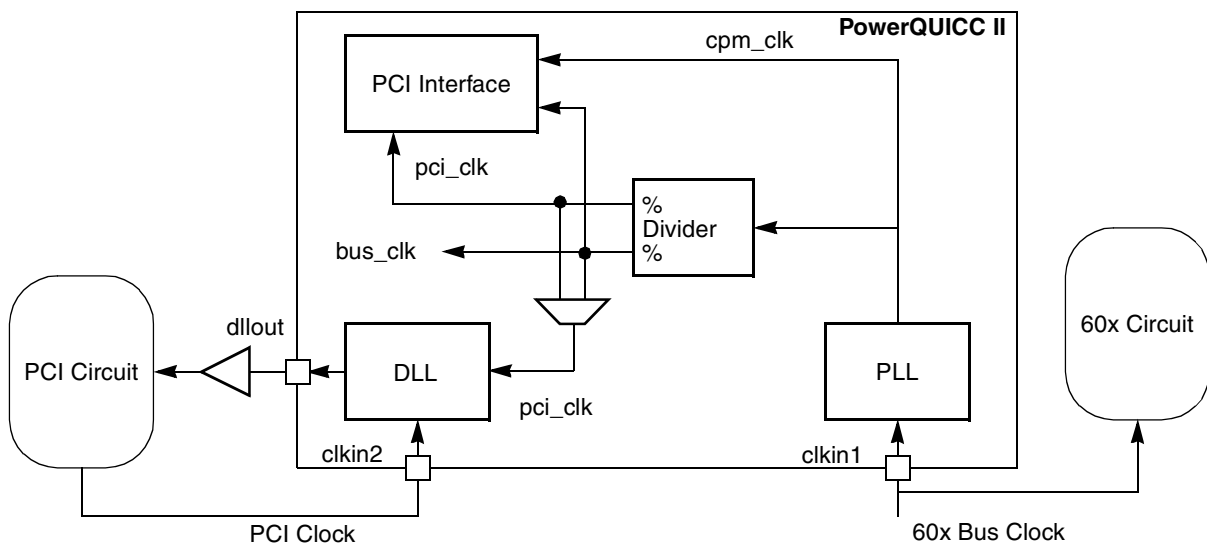 PowerQUICC II
cpm_clk
PCI Interface
pci_clk
%
Divider
%
bus_clk
dllout
60x Circuit
PCI Circuit
DLL
PLL
pci_clk
clkin2
clkin1
PCI Clock
60x Bus Clock